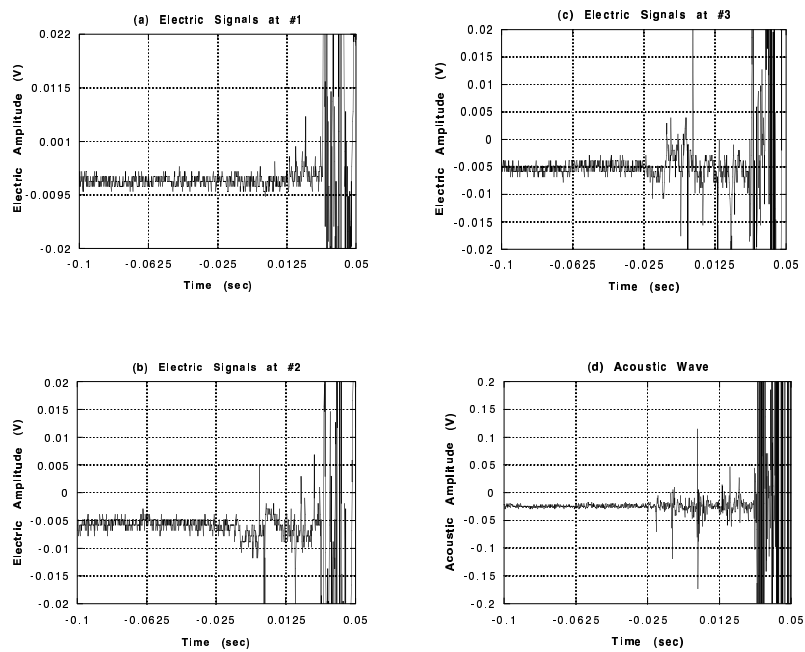 (a) Electric Signals at #1
0.022
0.0115
0.001
-0.0095
-0.02
Electric Amplitude (V)
-0.1 -0.0625 -0.025 0.0125 0.05
Time (sec)
(c) Electric Signals at #3
0.02
0.015
0.01
0.005
0
-0.005
-0.01
-0.015
-0.02
Electric Amplitude (V)
-0.1 -0.0625 -0.025 0.0125 0.05
Time (sec)
(b) Electric Signals at #2
0.02
0.015
0.01
0.005
0
-0.005
-0.01
-0.015
-0.02
Electric Amplitude (V)
-0.1 -0.0625 -0.025 0.0125 0.05
Time (sec)
(d) Acoustic Wave
0.2
0.15
0.1
0.05
0
-0.05
-0.1
-0.15
-0.2
Acoustic Amplitude (V)
-0.1 -0.0625 -0.025 0.0125 0.05
Time (sec)